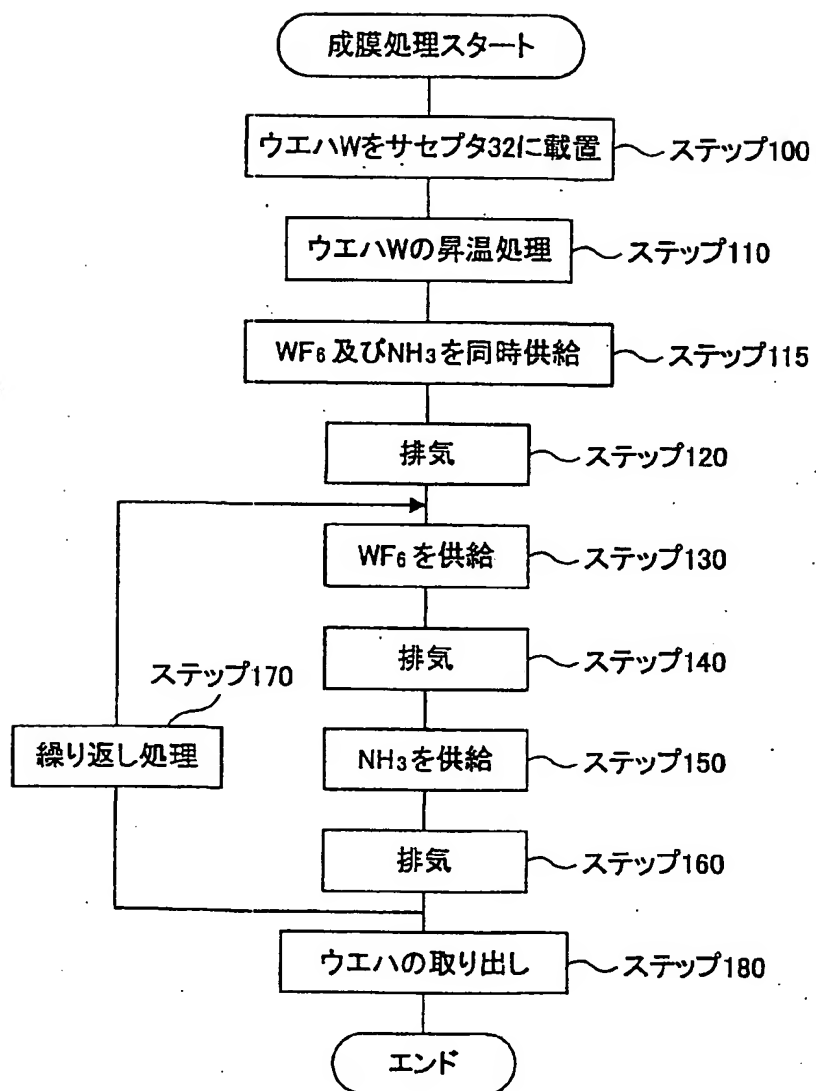 成膜処理スタート
ウエハWをサセプタ32に載置
ステップ100
ウエハWの昇温処理
ステップ110
WF₆及びNH₃を同時供給
ステップ115
排気
ステップ120
WF₆を供給
ステップ130
排気
ステップ140
ステップ170
繰り返し処理
NH₃を供給
ステップ150
排気
ステップ160
ウエハの取り出し
ステップ180
エンド